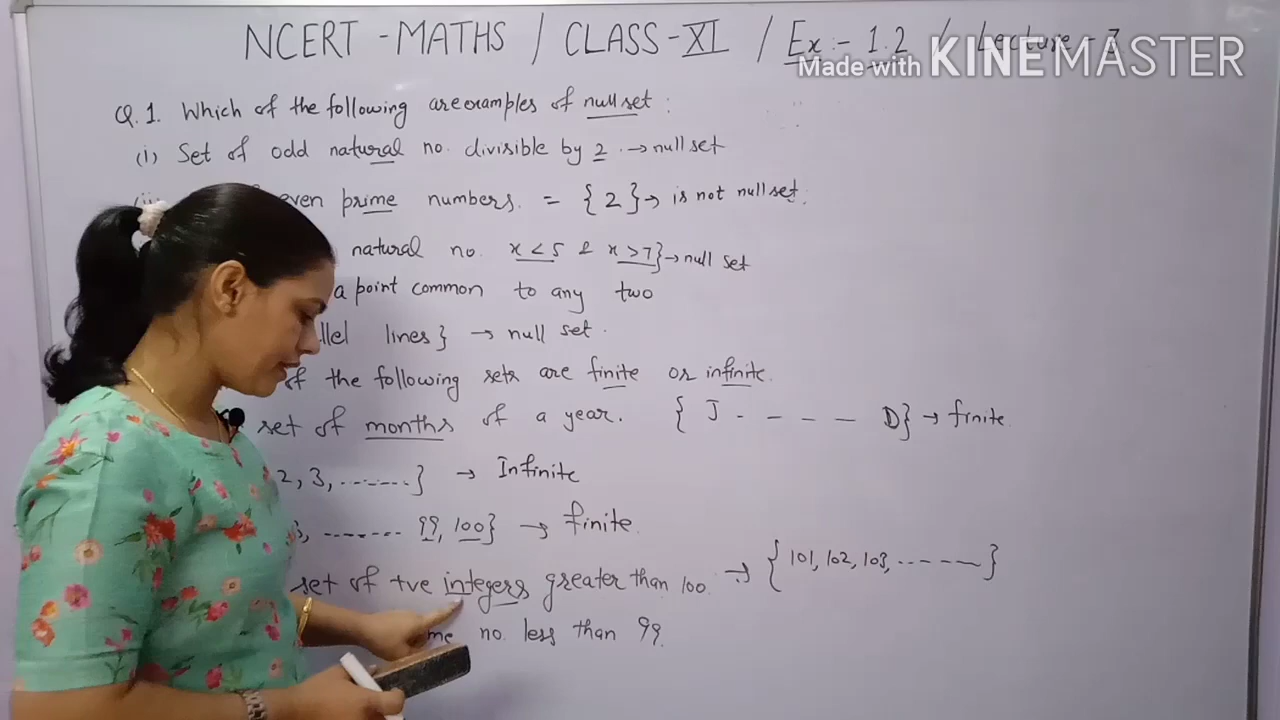 NCERT - MATHS / CLASS-XI / Ex:- 1.2 / Lecture - 3
Made with KINEMASTER
Q.1. Which of the following are examples of null set :
(i) Set of odd natural no. divisible by 2. → null set
even prime numbers. = { 2 } → is not null set.
natural no. x < 5 & x > 7} → null set
a point common to any two
lines} → null set.
of the following sets are finite or infinite.
set of months of a year. { J - - - - D} → finite.
2, 3, .......} → Infinite
, ........ 99, 100} → finite.
set of +ve integers greater than 100 → { 101, 102, 103, ..----- }
no. less than 99.